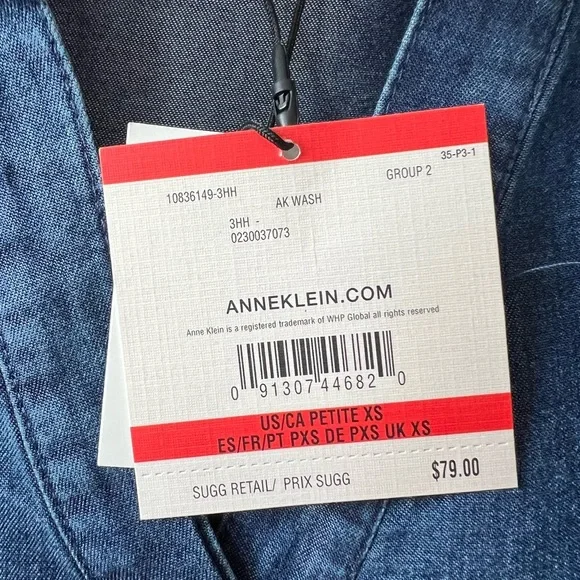 35-P3-1
10836149-3HH AK WASH GROUP 2
3HH -
0230037073
ANNEKLEIN.COM
Anne Klein is a registered trademark of WHP Global all rights reserved
0 91307 44682 0
US/CA PETITE XS
ES/FR/PT PXS DE PXS UK XS
SUGG RETAIL/ PRIX SUGG $79.00